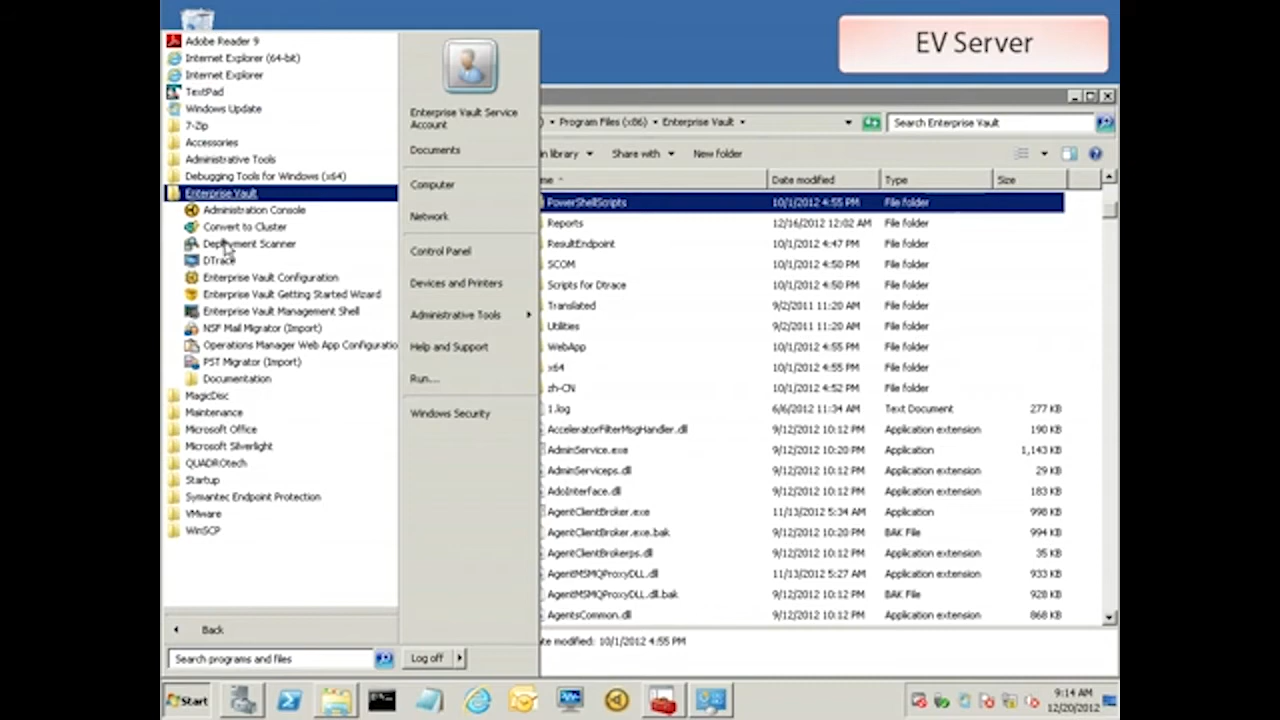 EV Server
Adobe Reader 9
Internet Explorer (64-bit)
Internet Explorer
TextPad
Windows Update
7-Zip
Accessories
Administrative Tools
Debugging Tools for Windows (x64)
Enterprise Vault
Administration Console
Convert to Cluster
Deployment Scanner
DTrace
Enterprise Vault Configuration
Enterprise Vault Getting Started Wizard
Enterprise Vault Management Shell
NSF Mail Migrator (Import)
Operations Manager Web App Configuratio
PST Migrator (Import)
Documentation
MagicDisc
Maintenance
Microsoft Office
Microsoft Silverlight
QUADROtech
Startup
Symantec Endpoint Protection
VMware
WinSCP
Back
Search programs and files
Enterprise Vault Service
Account
Documents
Computer
Network
Control Panel
Devices and Printers
Administrative Tools
Help and Support
Run...
Windows Security
Log off
) Program Files (x86) Enterprise Vault Search Enterprise Vault
in library Share with New folder
me Date modified Type Size
PowerShellScripts 10/1/2012 4:55 PM File folder
Reports 12/16/2012 12:02 AM File folder
ResultEndpoint 10/1/2012 4:47 PM File folder
SCOM 10/1/2012 4:50 PM File folder
Scripts for Dtrace 10/1/2012 4:50 PM File folder
Translated 9/2/2011 11:20 AM File folder
Utilities 9/2/2011 11:20 AM File folder
WebApp 10/1/2012 4:55 PM File folder
x64 10/1/2012 4:55 PM File folder
zh-CN 10/1/2012 4:52 PM File folder
1.log 6/6/2012 11:34 AM Text Document 277 KB
AcceleratorFilterMsgHandler.dll 9/12/2012 10:12 PM Application extension 190 KB
AdminService.exe 9/12/2012 10:20 PM Application 1,143 KB
AdminServiceps.dll 9/12/2012 10:12 PM Application extension 29 KB
AdoInterface.dll 9/12/2012 10:12 PM Application extension 183 KB
AgentClientBroker.exe 11/13/2012 5:34 AM Application 998 KB
AgentClientBroker.exe.bak 9/12/2012 10:12 PM BAK File 994 KB
AgentClientBrokerps.dll 9/12/2012 10:12 PM Application extension 35 KB
AgentMSMQProxyDLL.dll 11/13/2012 5:27 AM Application extension 933 KB
AgentMSMQProxyDLL.dll.bak 9/12/2012 10:12 PM BAK File 928 KB
AgentsCommon.dll 9/12/2012 10:12 PM Application extension 868 KB
te modified: 10/1/2012 4:55 PM
Start
9:14 AM
12/20/2012